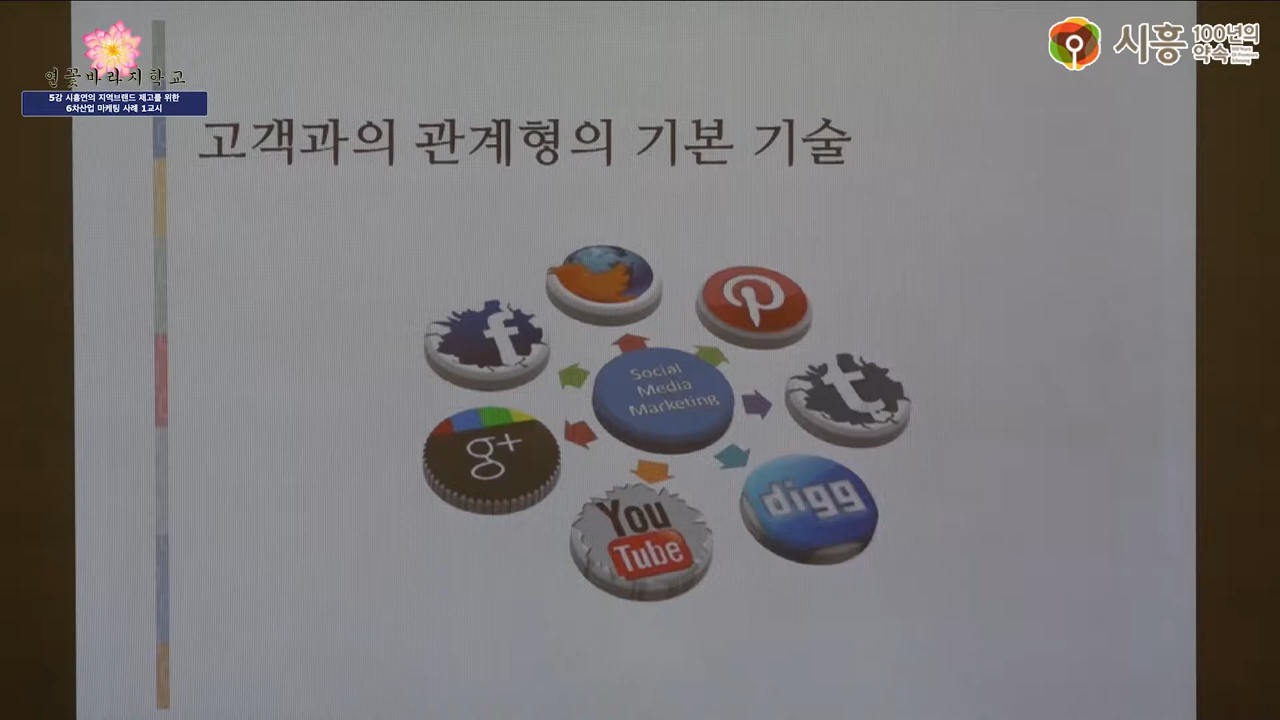 연꽃바라지학교
5강 시흥연의 지역브랜드 제고를 위한
6차산업 마케팅 사례 1교시
시흥
100년의
약속
고객과의 관계형의 기본 기술
f
t
g+
Social
Media
Marketing
digg
You
Tube